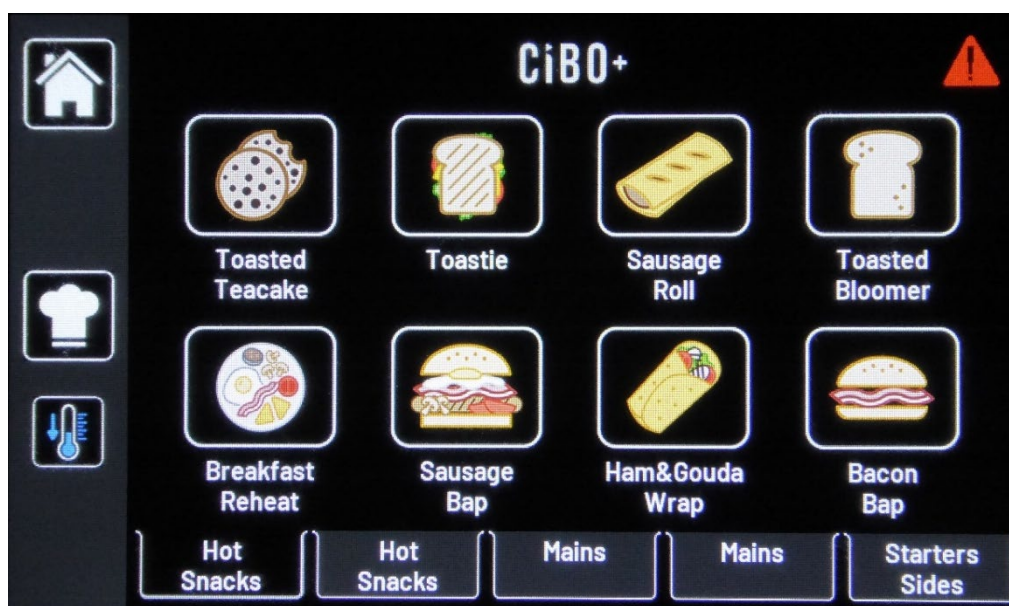 CiBO+
Toasted
Teacake
Toastie
Sausage
Roll
Toasted
Bloomer
Breakfast
Reheat
Sausage
Bap
Ham&Gouda
Wrap
Bacon
Bap
Hot
Snacks
Hot
Snacks
Mains
Mains
Starters
Sides